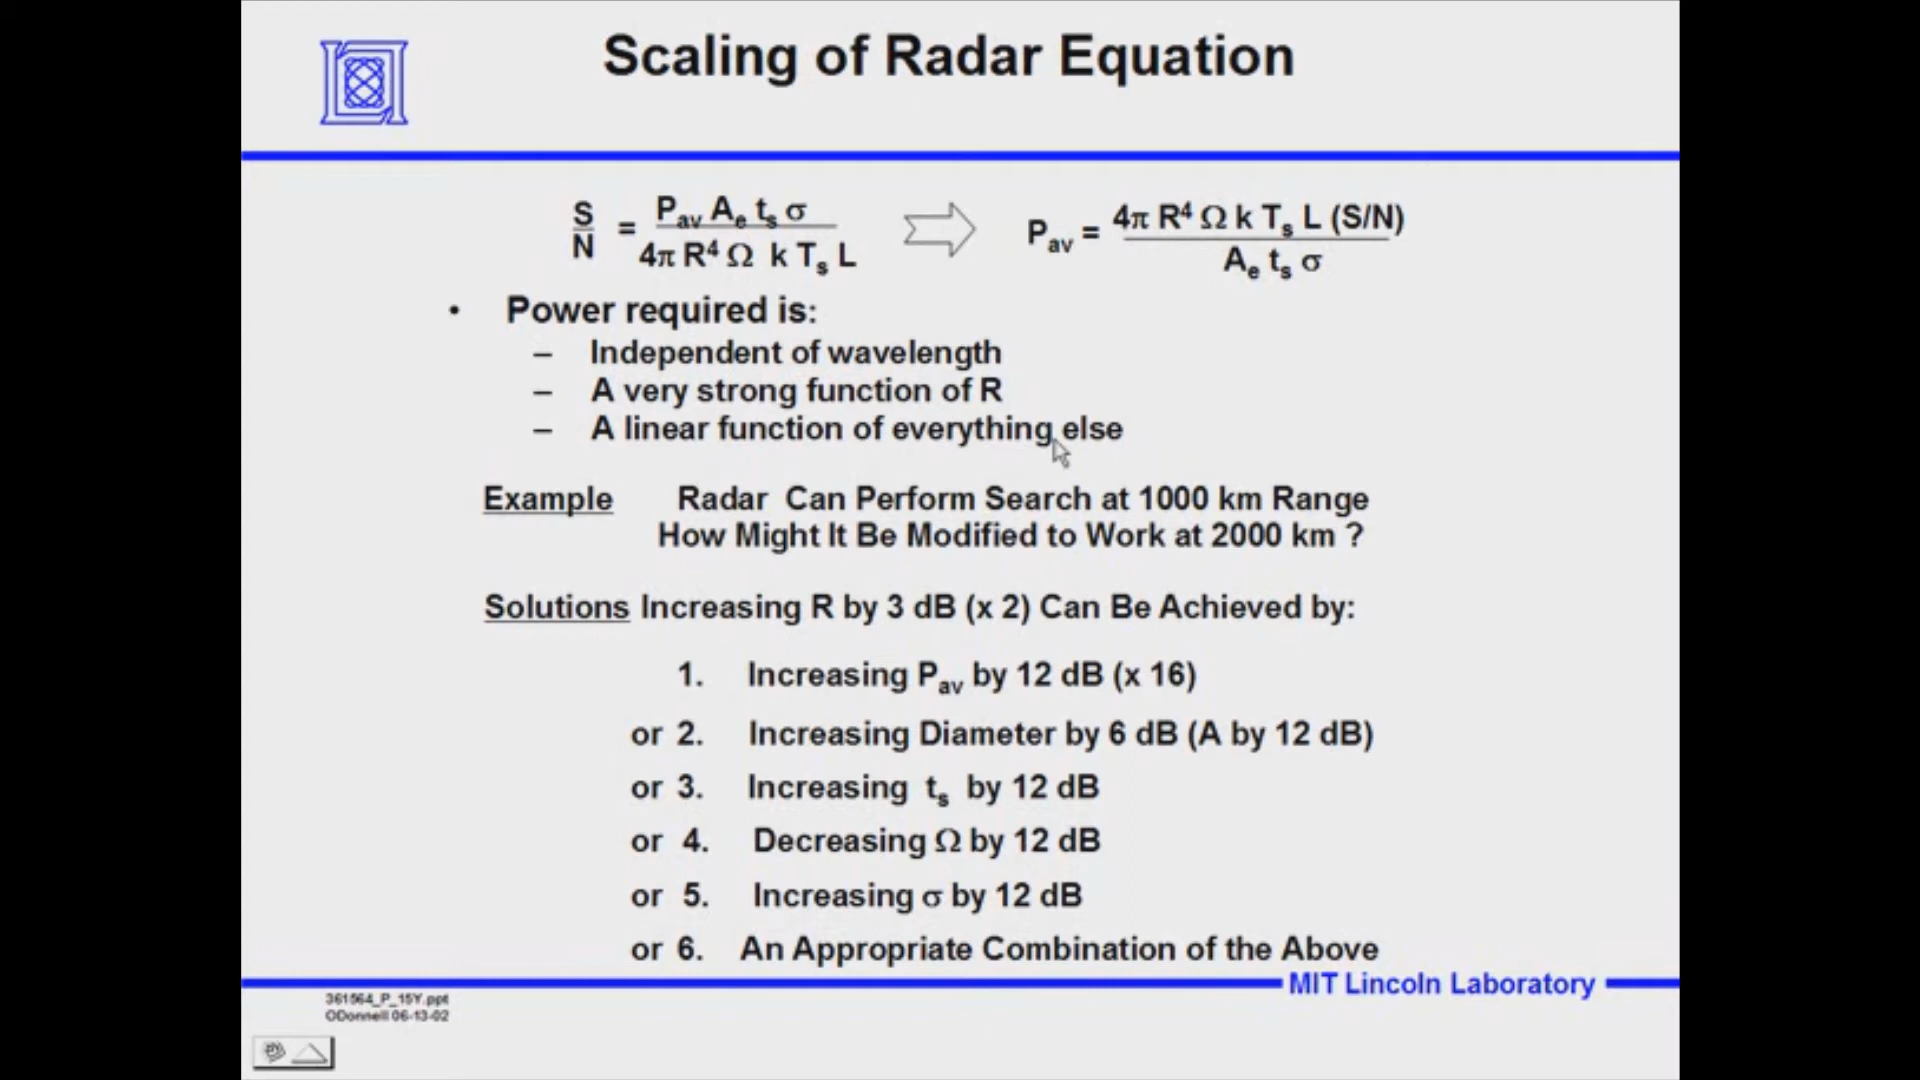 Scaling of Radar Equation
S/N = P_av A_e t_s σ / 4π R⁴ Ω k T_s L ⇨ P_av = 4π R⁴ Ω k T_s L (S/N) / A_e t_s σ
• Power required is:
– Independent of wavelength
– A very strong function of R
– A linear function of everything else
Example Radar Can Perform Search at 1000 km Range
How Might It Be Modified to Work at 2000 km ?
Solutions Increasing R by 3 dB (x 2) Can Be Achieved by:
1. Increasing P_av by 12 dB (x 16)
or 2. Increasing Diameter by 6 dB (A by 12 dB)
or 3. Increasing t_s by 12 dB
or 4. Decreasing Ω by 12 dB
or 5. Increasing σ by 12 dB
or 6. An Appropriate Combination of the Above
MIT Lincoln Laboratory
361564_P_15Y.ppt
ODonnell 06-13-02